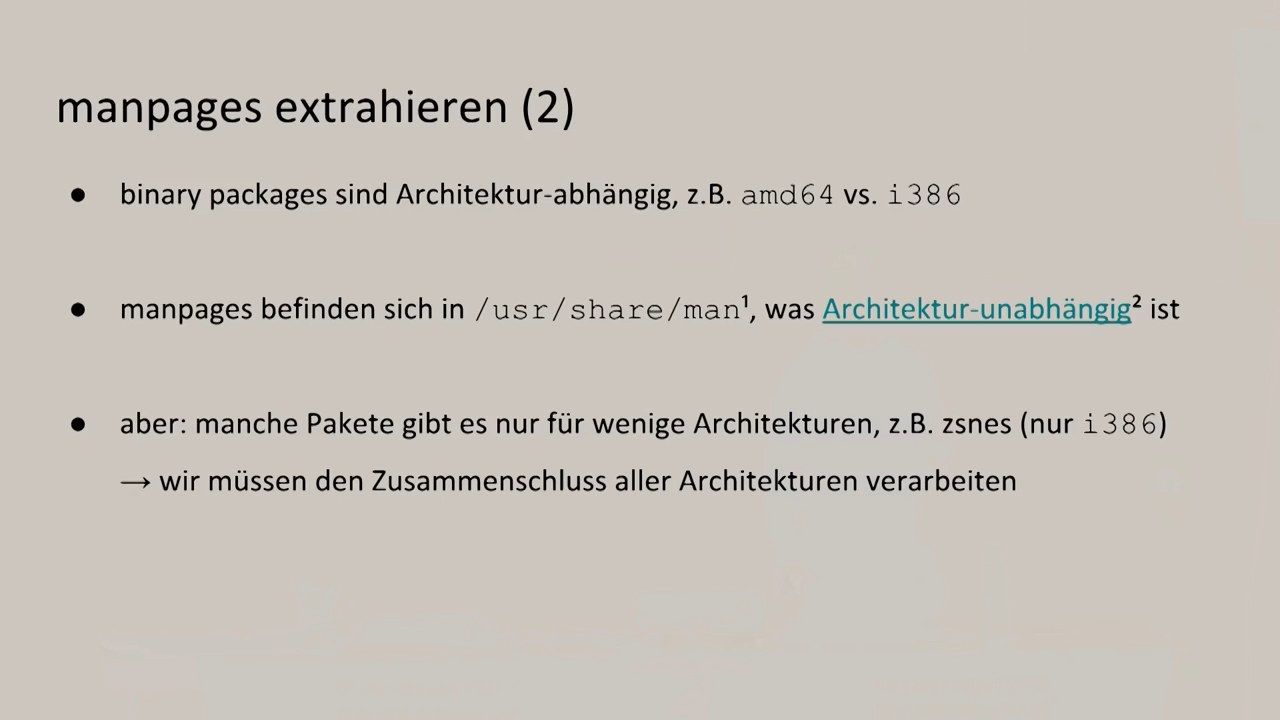 manpages extrahieren (2)
● binary packages sind Architektur-abhängig, z.B. amd64 vs. i386
● manpages befinden sich in /usr/share/man¹, was Architektur-unabhängig² ist
● aber: manche Pakete gibt es nur für wenige Architekturen, z.B. zsnes (nur i386)
→ wir müssen den Zusammenschluss aller Architekturen verarbeiten